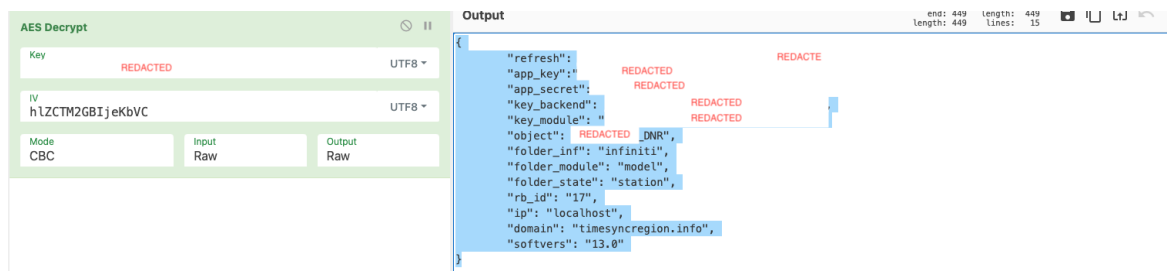 AES Decrypt
Key
REDACTED
UTF8
IV
hlZCTM2GBIjeKbVC
UTF8
Mode
CBC
Input
Raw
Output
Raw
Output
end: 449 length: 449
length: 449 lines: 15
{
"refresh": REDACTE
"app_key":" REDACTED
"app_secret": REDACTED
"key_backend": REDACTED ,
"key_module": " REDACTED
"object": REDACTED _DNR",
"folder_inf": "infiniti",
"folder_module": "model",
"folder_state": "station",
"rb_id": "17",
"ip": "localhost",
"domain": "timesyncregion.info",
"softvers": "13.0"
}